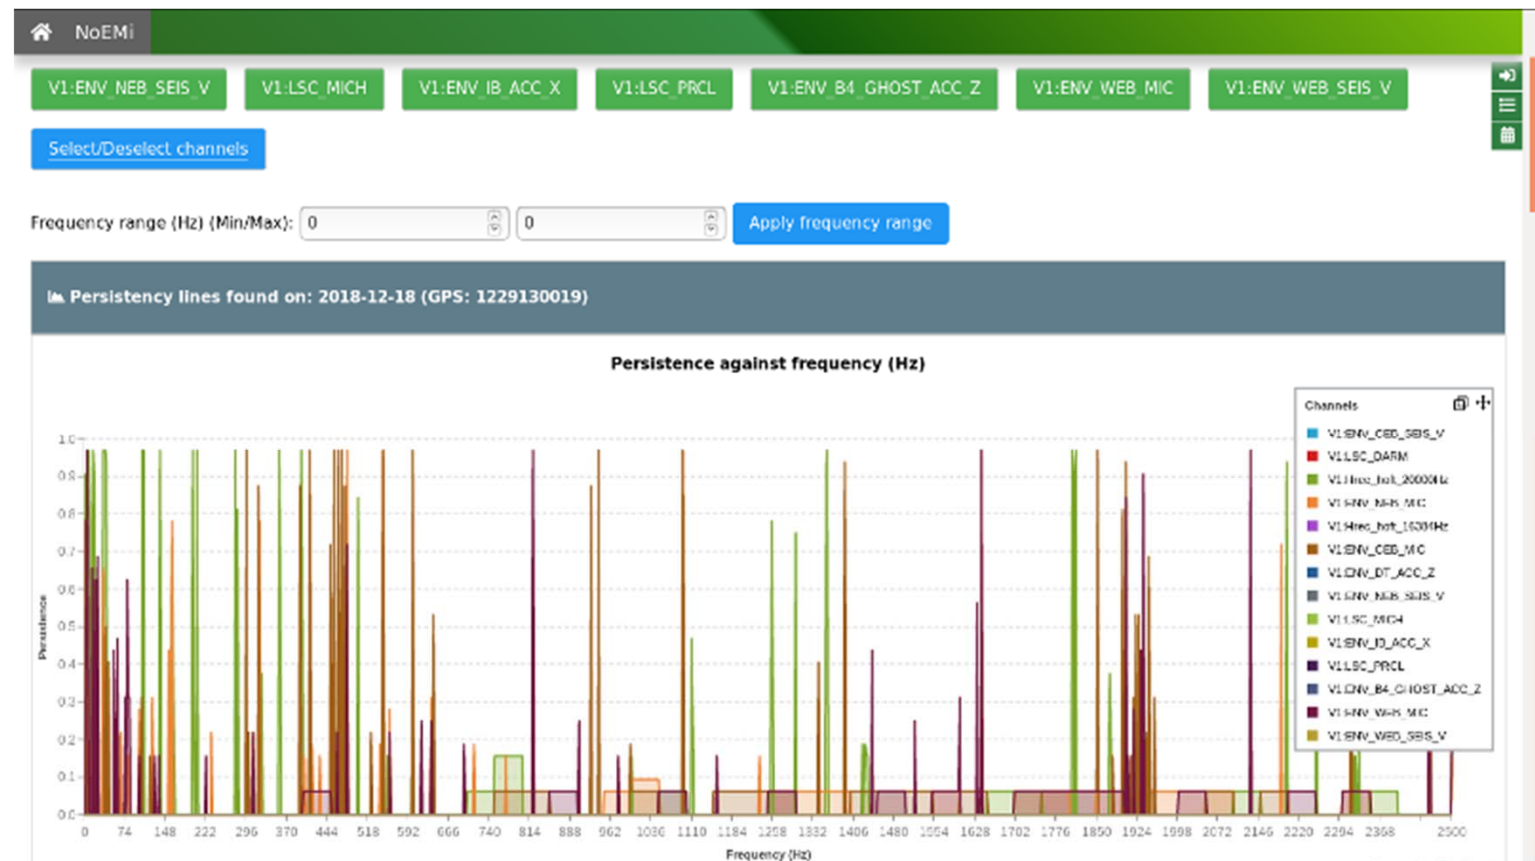 NoEMi
V1:ENV_NEB_SEIS_V V1:LSC_MICH V1:ENV_IB_ACC_X V1:LSC_PRCL V1:ENV_B4_GHOST_ACC_Z V1:ENV_WEB_MIC V1:ENV_WEB_SEIS_V
Select/Deselect channels
Frequency range (Hz) (Min/Max): 0 0 Apply frequency range
Persistency lines found on: 2018-12-18 (GPS: 1229130019)
Persistence against frequency (Hz)
Channels
V1:ENV_CEB_SEIS_V
V1:LSC_DARM
V1:Hrec_hoft_20000Hz
V1:ENV_NEB_MIC
V1:Hrec_hoft_16384Hz
V1:ENV_CEB_MIC
V1:ENV_DT_ACC_Z
V1:ENV_NEB_SEIS_V
V1:LSC_MICH
V1:ENV_IB_ACC_X
V1:LSC_PRCL
V1:ENV_B4_GHOST_ACC_Z
V1:ENV_WEB_MIC
V1:ENV_WEB_SEIS_V
1.0
0.9
0.8
0.7
0.6
0.5
0.4
0.3
0.2
0.1
0.0
Persistence
0 74 148 222 296 370 444 518 592 666 740 814 888 962 1036 1110 1184 1258 1332 1406 1480 1554 1628 1702 1776 1850 1924 1998 2072 2146 2220 2294 2368 2500
Frequency (Hz)